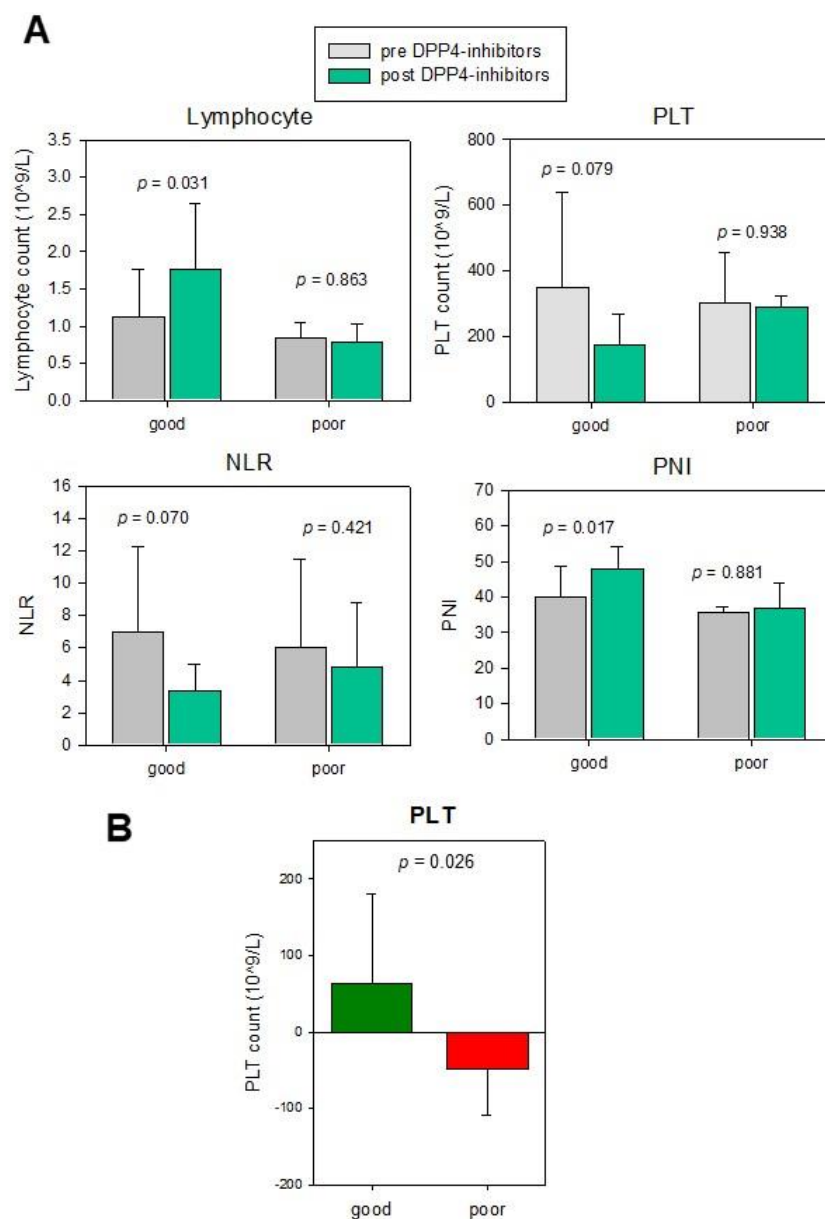 A
pre DPP4-inhibitors
post DPP4-inhibitors
Lymphocyte
Lymphocyte count (10^9/L)
3.5
3.0
2.5
2.0
1.5
1.0
0.5
0.0
p = 0.031
p = 0.863
good
poor
PLT
PLT count (10^9/L)
800
600
400
200
0
p = 0.079
p = 0.938
good
poor
NLR
NLR
16
14
12
10
8
6
4
2
0
p = 0.070
p = 0.421
good
poor
PNI
PNI
70
60
50
40
30
20
10
0
p = 0.017
p = 0.881
good
poor
B
PLT
PLT count (10^9/L)
200
100
0
-100
-200
p = 0.026
good
poor